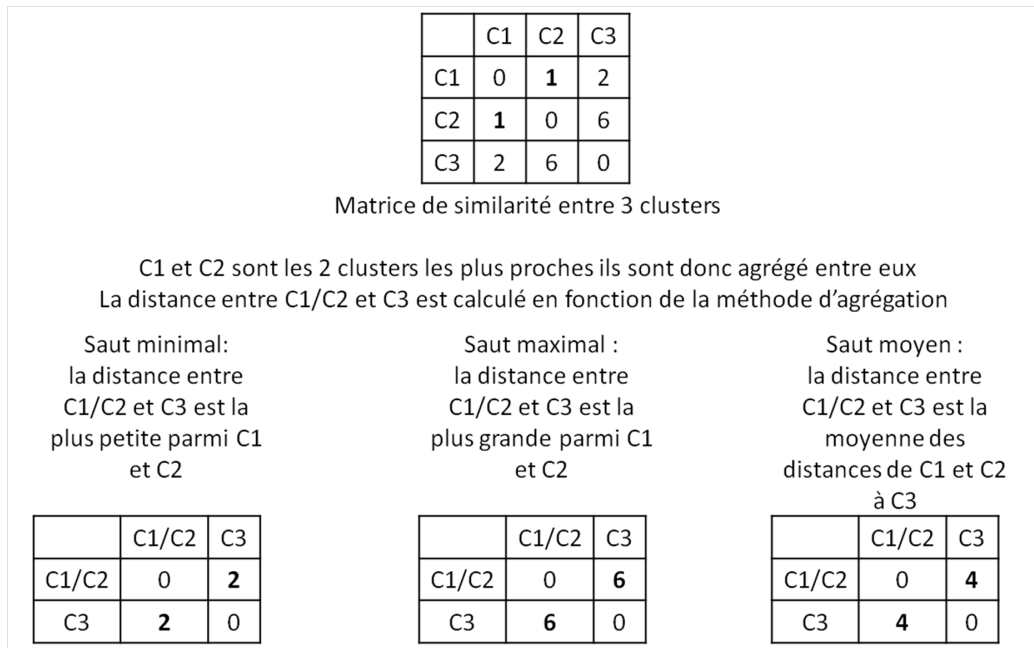 C1 C2 C3
C1 0 1 2
C2 1 0 6
C3 2 6 0
Matrice de similarité entre 3 clusters
C1 et C2 sont les 2 clusters les plus proches ils sont donc agrégé entre eux
La distance entre C1/C2 et C3 est calculé en fonction de la méthode d'agrégation
Saut minimal:
la distance entre
C1/C2 et C3 est la
plus petite parmi C1
et C2
C1/C2 C3
C1/C2 0 2
C3 2 0
Saut maximal :
la distance entre
C1/C2 et C3 est la
plus grande parmi C1
et C2
C1/C2 C3
C1/C2 0 6
C3 6 0
Saut moyen :
la distance entre
C1/C2 et C3 est la
moyenne des
distances de C1 et C2
à C3
C1/C2 C3
C1/C2 0 4
C3 4 0